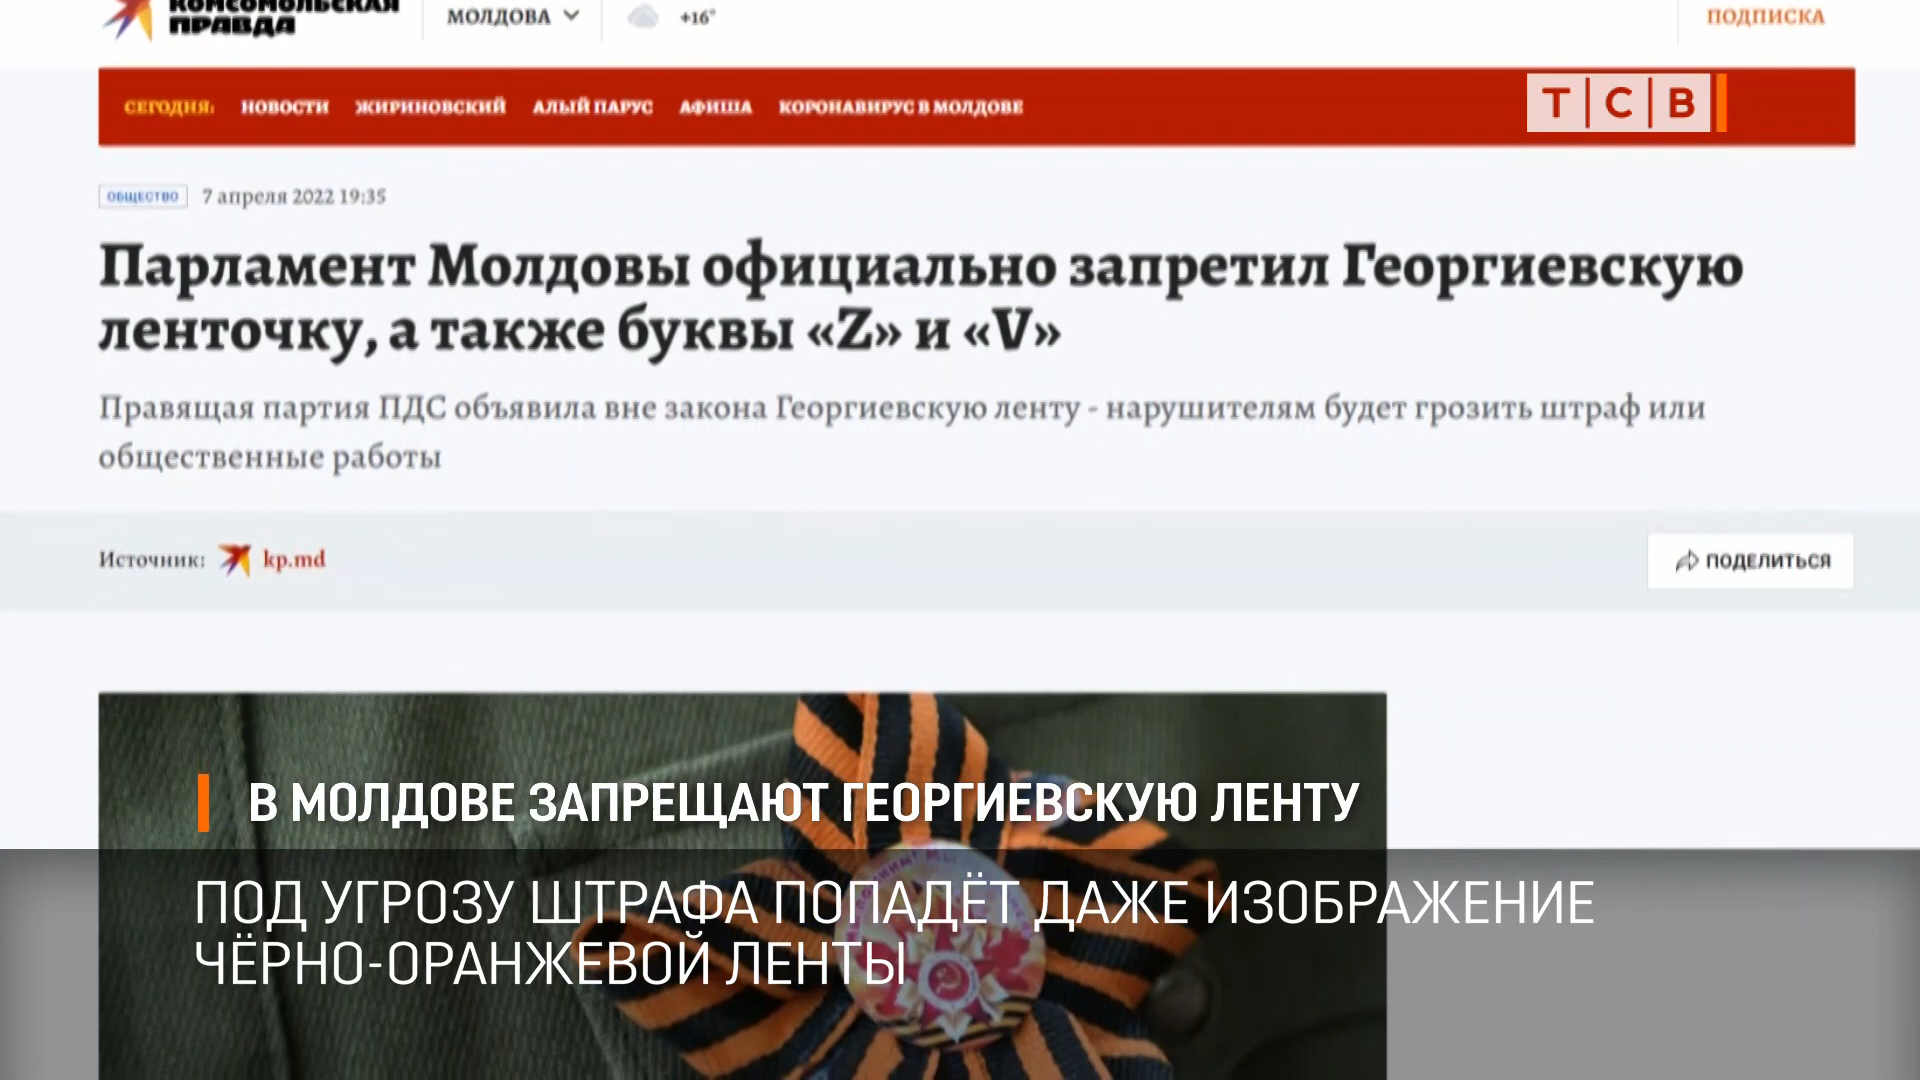 КОМСОМОЛЬСКАЯ
ПРАВДА
МОЛДОВА
+16°
ПОДПИСКА
СЕГОДНЯ: НОВОСТИ ЖИРИНОВСКИЙ АЛЫЙ ПАРУС АФИША КОРОНАВИРУС В МОЛДОВЕ
Т С В
ОБЩЕСТВО 7 апреля 2022 19:35
Парламент Молдовы официально запретил Георгиевскую
ленточку, а также буквы «Z» и «V»
Правящая партия ПДС объявила вне закона Георгиевскую ленту - нарушителям будет грозить штраф или
общественные работы
Источник: kp.md
ПОДЕЛИТЬСЯ
В МОЛДОВЕ ЗАПРЕЩАЮТ ГЕОРГИЕВСКУЮ ЛЕНТУ
ПОД УГРОЗУ ШТРАФА ПОПАДЁТ ДАЖЕ ИЗОБРАЖЕНИЕ
ЧЁРНО-ОРАНЖЕВОЙ ЛЕНТЫ